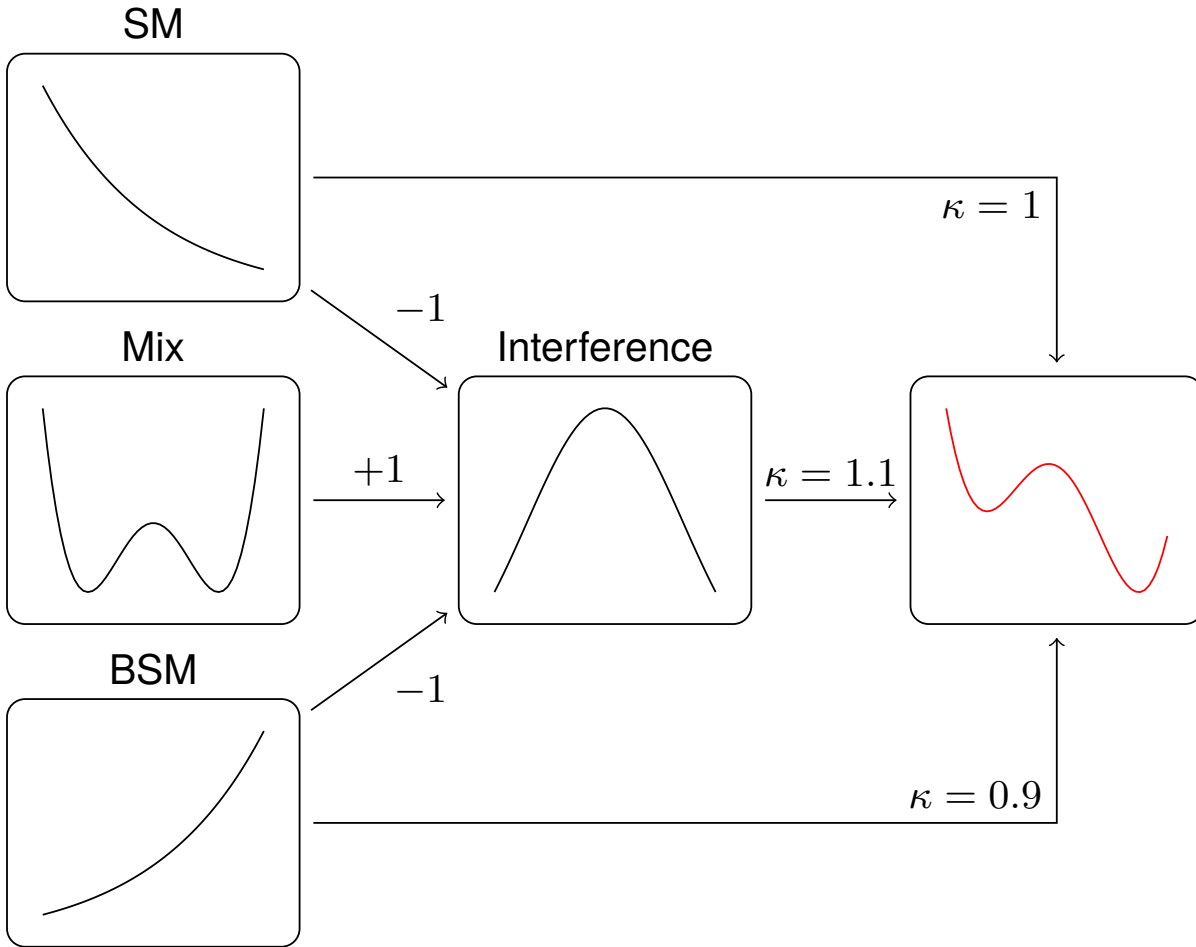 SM
κ = 1
−1
Mix
Interference
+1
κ = 1.1
BSM
−1
κ = 0.9